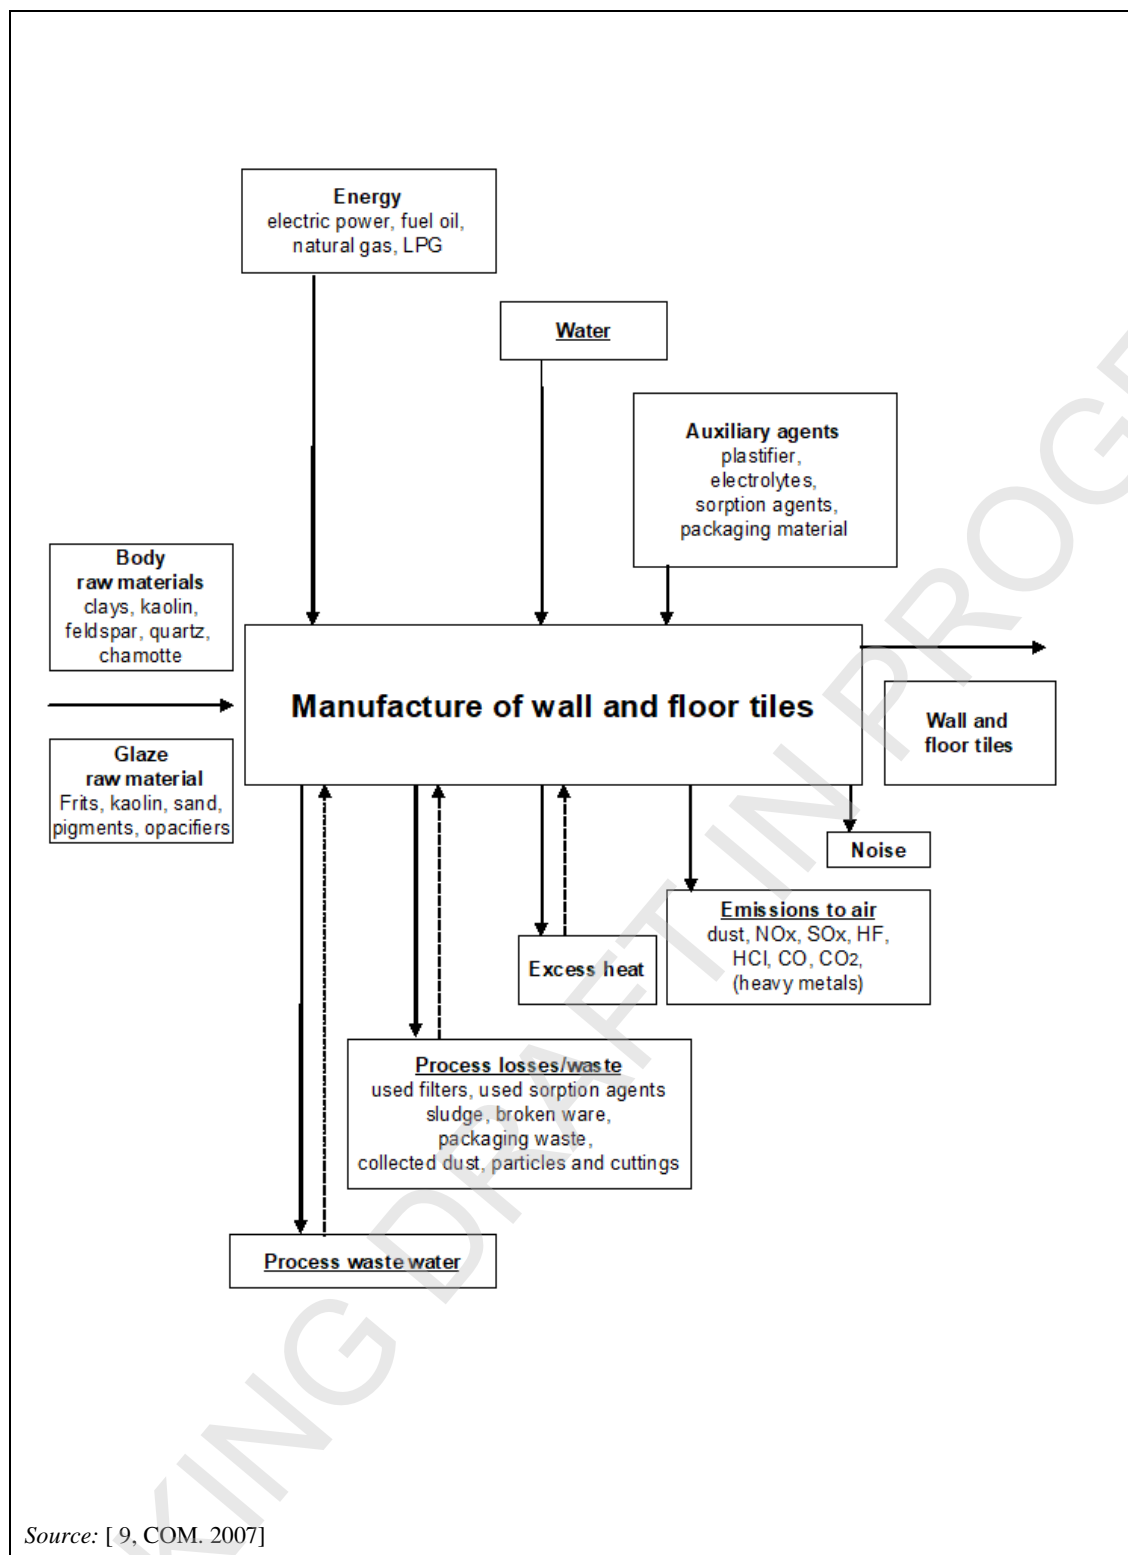 Energy
electric power, fuel oil,
natural gas, LPG
Water
Auxiliary agents
plastifier,
electrolytes,
sorption agents,
packaging material
Body
raw materials
clays, kaolin,
feldspar, quartz,
chamotte
Manufacture of wall and floor tiles
Wall and
floor tiles
Glaze
raw material
Frits, kaolin, sand,
pigments, opacifiers
Noise
Emissions to air
dust, NOx, SOx, HF,
HCl, CO, CO2,
(heavy metals)
Excess heat
Process losses/waste
used filters, used sorption agents
sludge, broken ware,
packaging waste,
collected dust, particles and cuttings
Process waste water
KING DRAFT IN PROGR
Source: [ 9, COM. 2007]